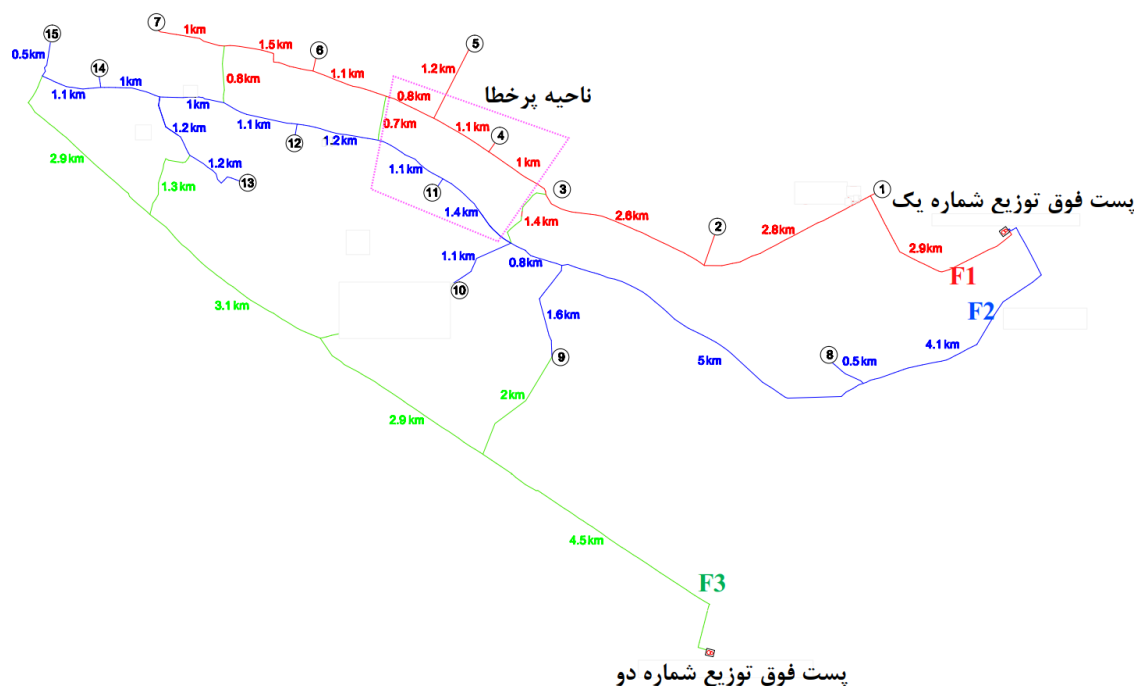 7
1km
1.5km
6
5
15
0.5km
14
1.1km
1km
0.8km
1km
1.1km
1.2km
0.8km
ناحیه پرخطا
0.7km
1.1km
4
1.1km
12
1.2km
1km
1.2km
1.2km
13
1.1km
11
3
2.9km
1.3km
1.4km
1.4km
2.6km
1
پست فوق توزیع شماره یک
2
2.8km
2.9km
F1
1.1km
10
0.8km
F2
3.1km
1.6km
9
5km
8
0.5km
4.1km
2km
2.9km
4.5km
F3
پست فوق توزیع شماره دو